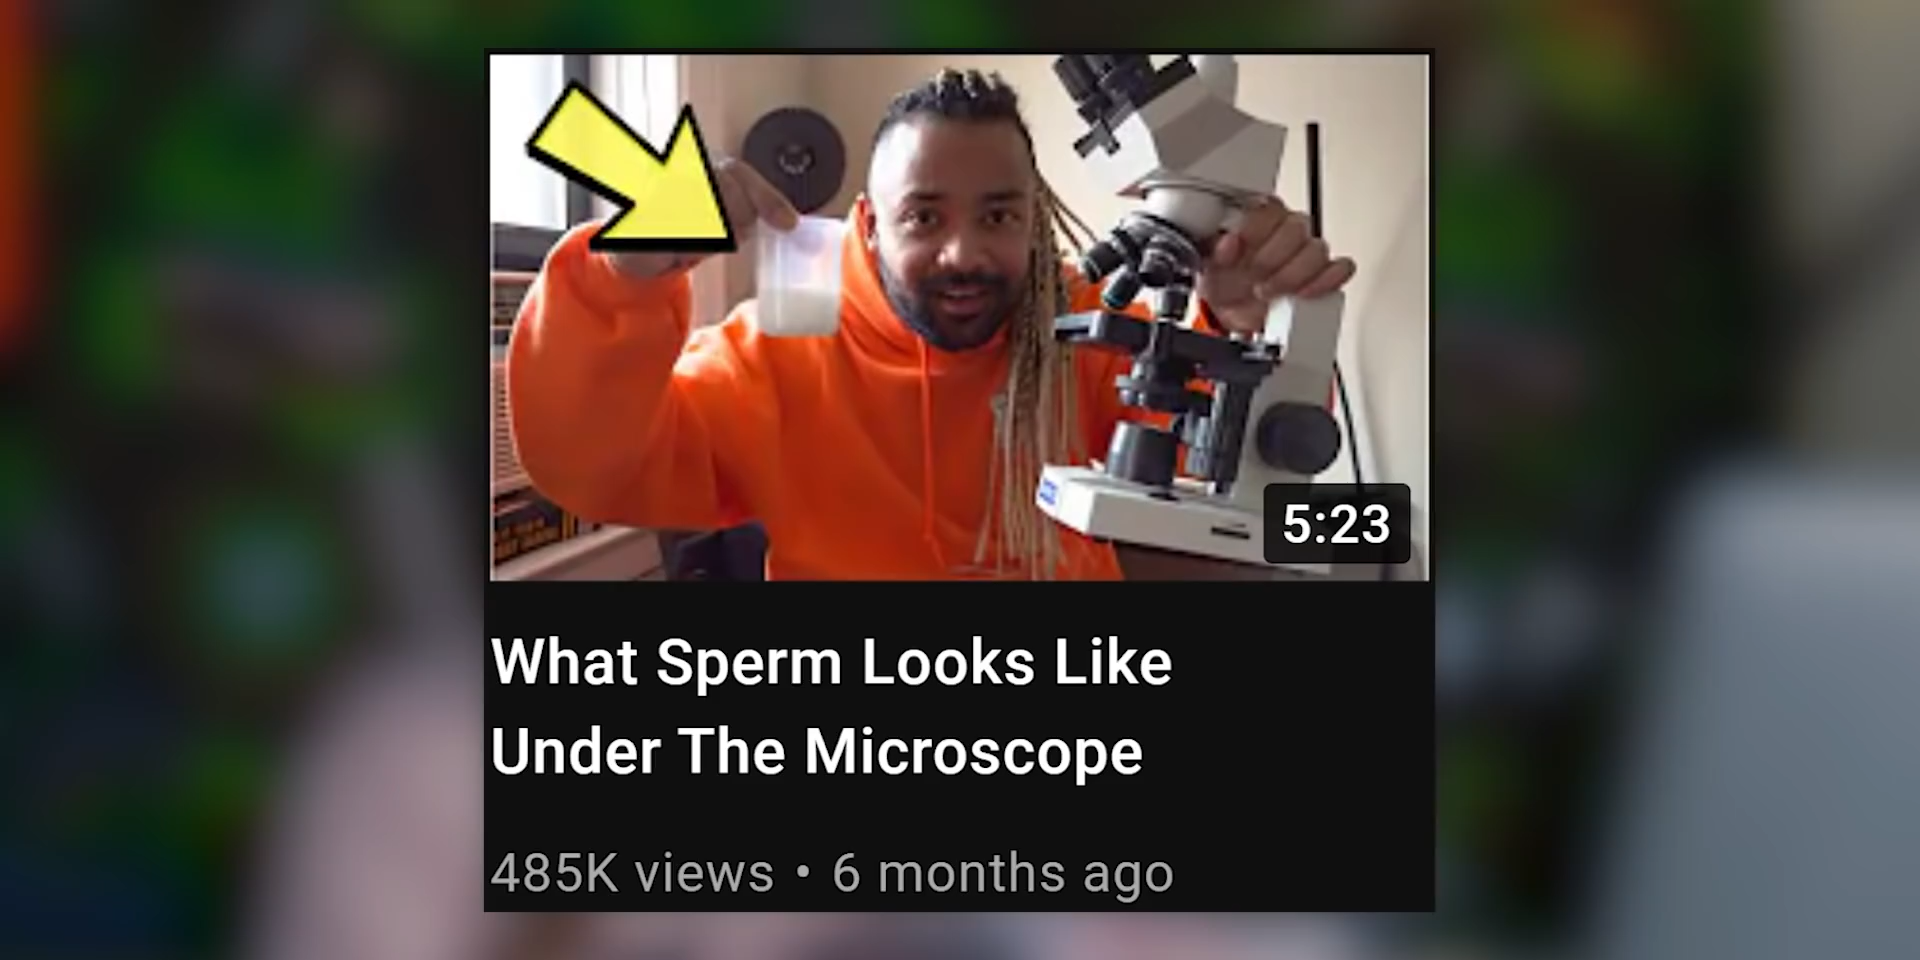 5:23
What Sperm Looks Like
Under The Microscope
485K views • 6 months ago